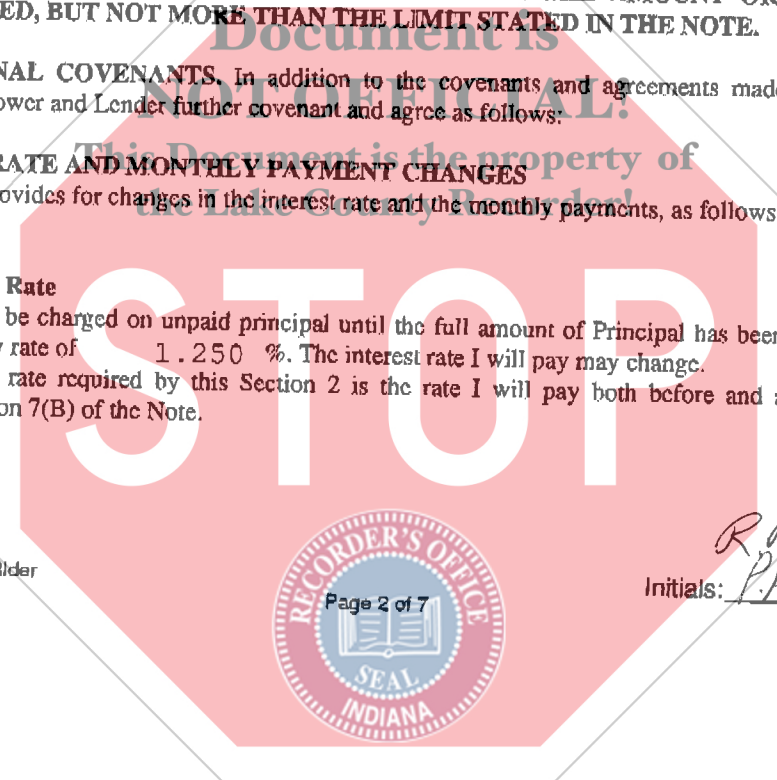 ED, BUT NOT MORE THAN THE LIMIT STATED IN THE NOTE.
Document is
NAL COVENANTS. In addition to the covenants and agreements made
NOT OFFICIAL!
ower and Lender further covenant and agree as follows:
This Document is the property of
RATE AND MONTHLY PAYMENT CHANGES
the Lake County Recorder!
ovides for changes in the interest rate and the monthly payments, as follows
STOP
Rate
be charged on unpaid principal until the full amount of Principal has been
y rate of 1.250 %. The interest rate I will pay may change.
rate required by this Section 2 is the rate I will pay both before and a
on 7(B) of the Note.
lder
RECORDER'S OFFICE
Page 2 of 7
SEAL
INDIANA
Initials: